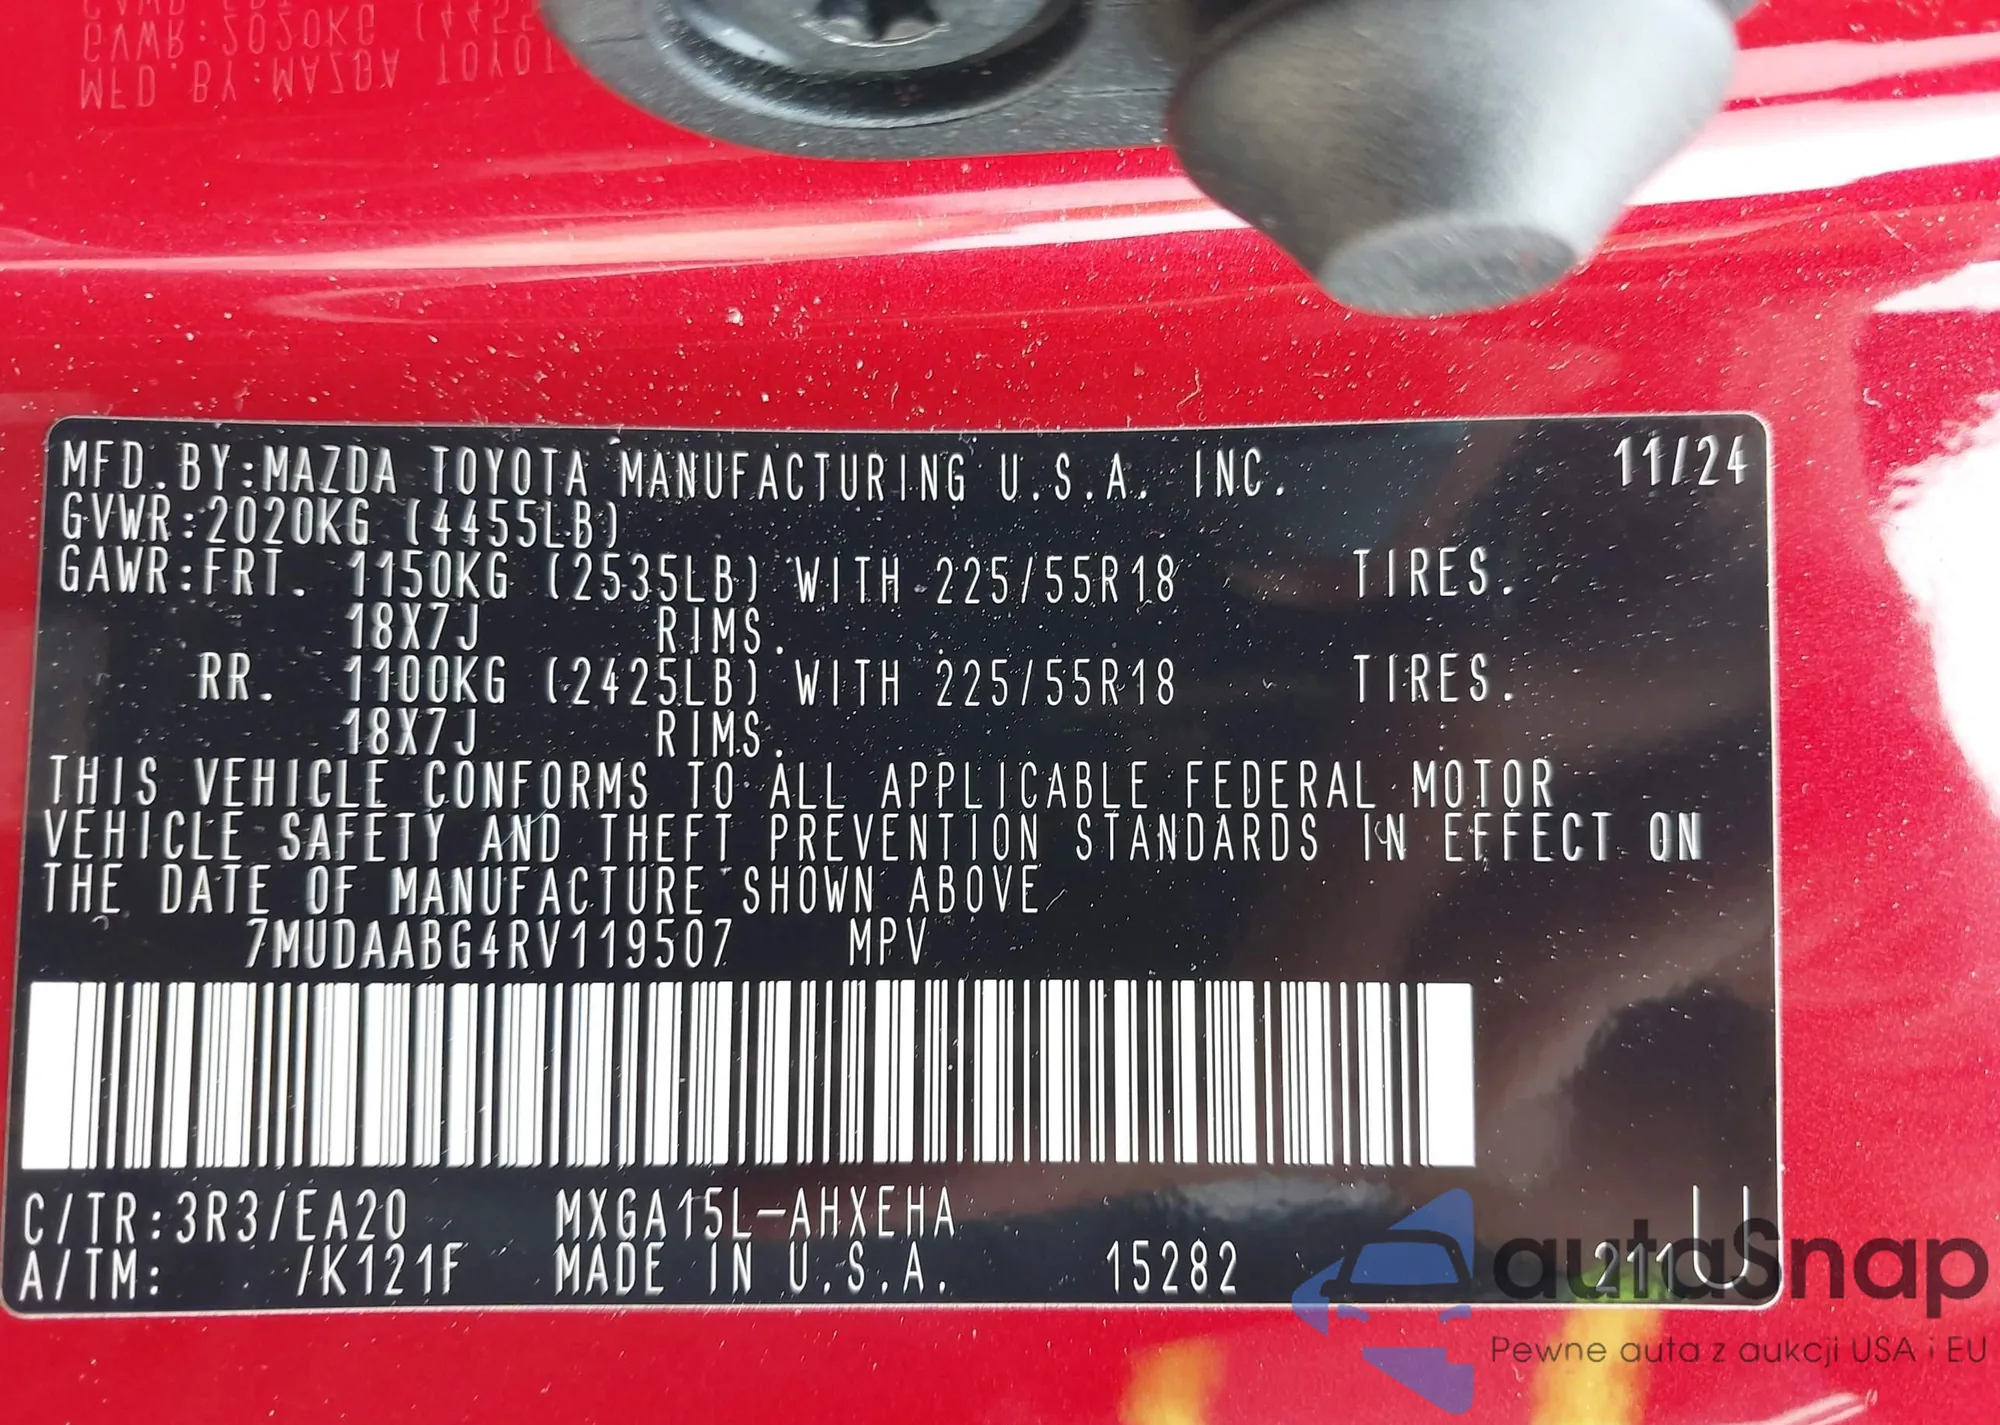 MFD.BY:MAZDA TOYOTA MANUFACTURING U.S.A. INC. 11/24
GVWR:2020KG (4455LB)
GAWR:FRT. 1150KG (2535LB) WITH 225/55R18 TIRES.
18X7J RIMS.
RR. 1100KG (2425LB) WITH 225/55R18 TIRES.
18X7J RIMS.
THIS VEHICLE CONFORMS TO ALL APPLICABLE FEDERAL MOTOR
VEHICLE SAFETY AND THEFT PREVENTION STANDARDS IN EFFECT ON
THE DATE OF MANUFACTURE SHOWN ABOVE
7MUDAABG4RV119507 MPV
C/TR:3R3/EA20 MXGA15L-AHXEHA
A/TM: /K121F MADE IN U.S.A. 15282 211
autoSnap
Pewne auta z aukcji USA i EU